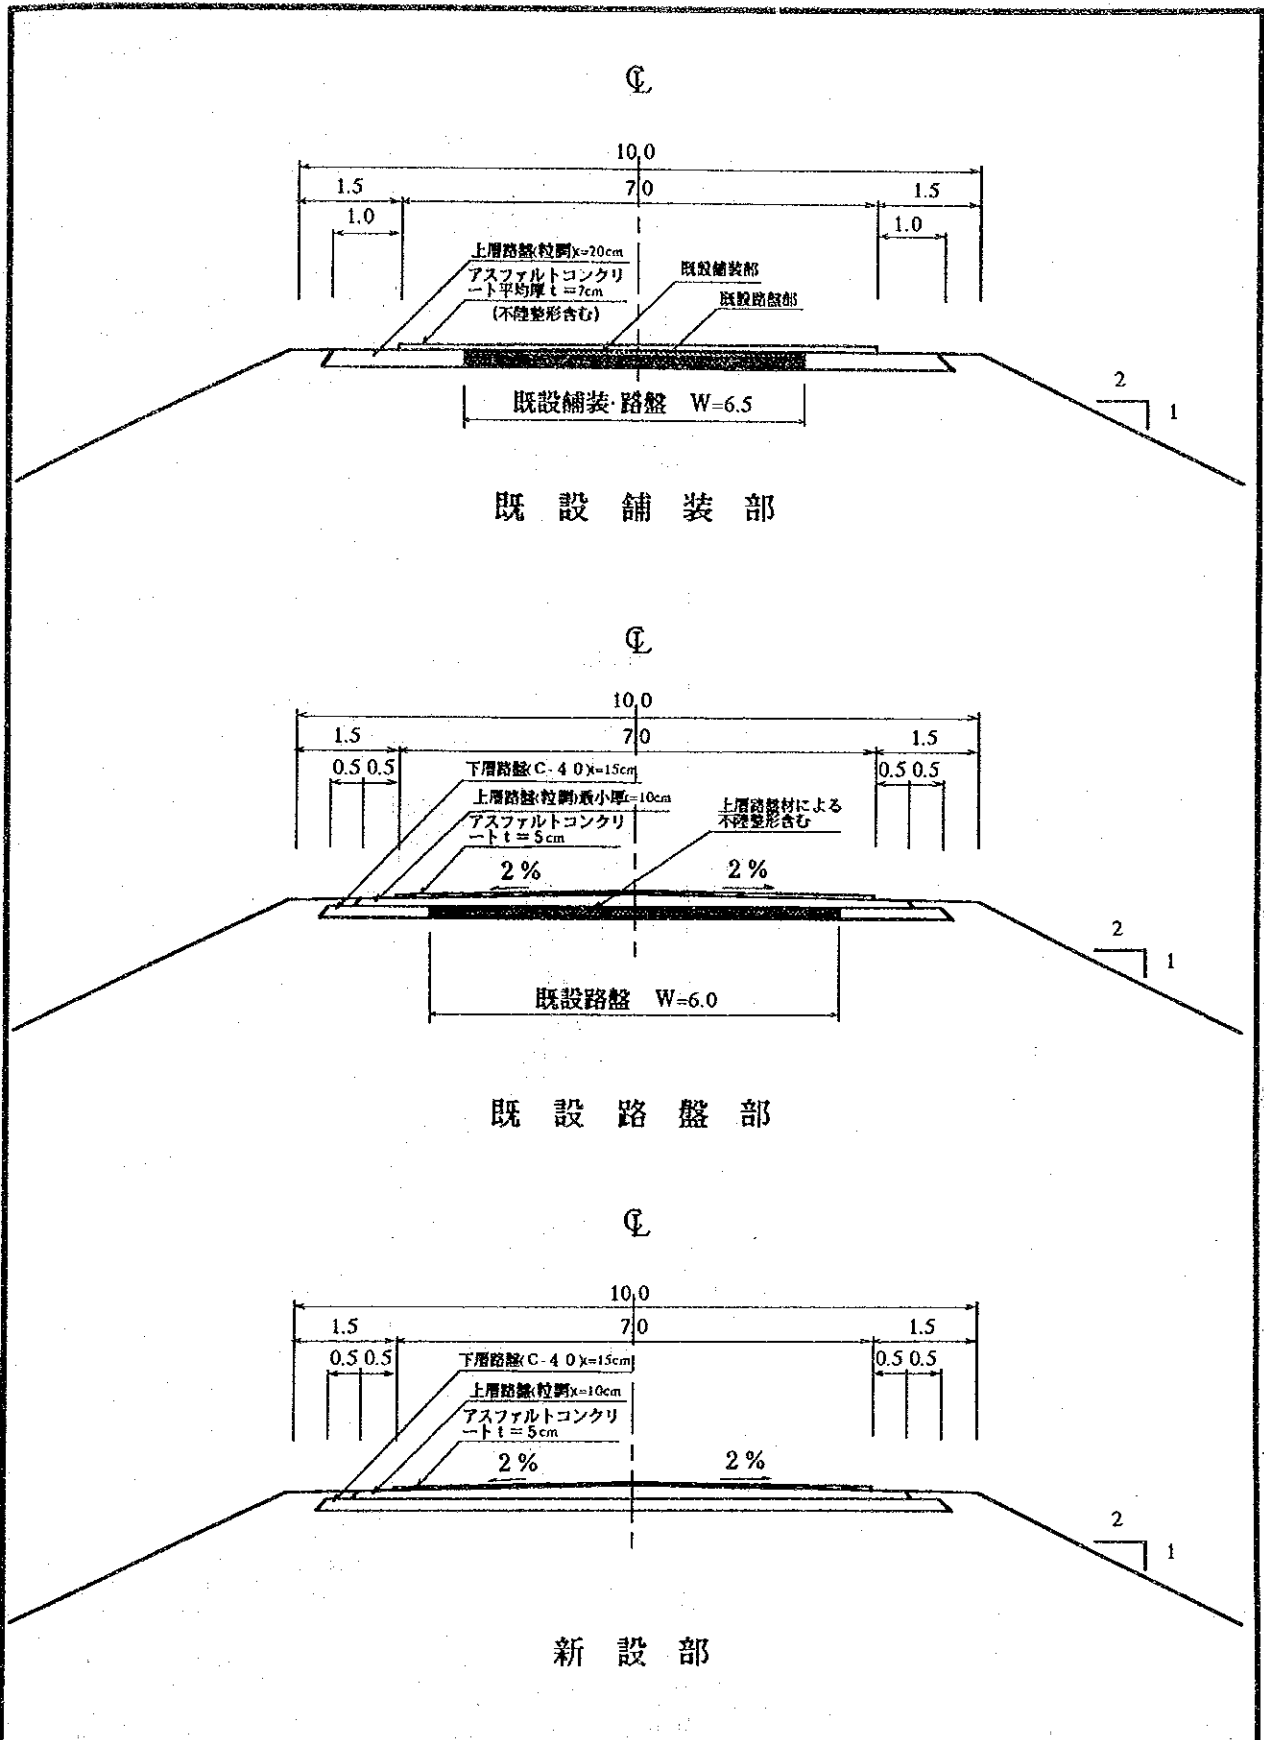 ℄
10.0
1.5 7.0 1.5
1.0 1.0
上層路盤(粒調)t=20cm
アスファルトコンクリ
ート平均厚t=7cm
(不陸整形含む)
既設舗装部
既設路盤部
既設舗装・路盤 W=6.5
2
1
既設舗装部
℄
10.0
1.5 7.0 1.5
0.5 0.5 0.5 0.5
下層路盤(C-40)t=15cm
上層路盤(粒調)最小厚t=10cm
アスファルトコンクリ
ートt=5cm
上層路盤材による
不陸整形含む
2% 2%
既設路盤 W=6.0
2
1
既設路盤部
℄
10.0
1.5 7.0 1.5
0.5 0.5 0.5 0.5
下層路盤(C-40)t=15cm
上層路盤(粒調)t=10cm
アスファルトコンクリ
ートt=5cm
2% 2%
2
1
新設部